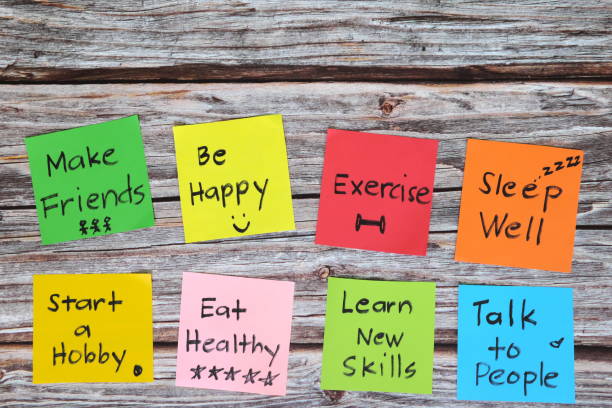 Make
Friends
Be
Happy
Exercise
zzzz
Sleep
Well
Start
a
Hobby
Eat
Healthy
Learn
New
Skills
Talk
to
People